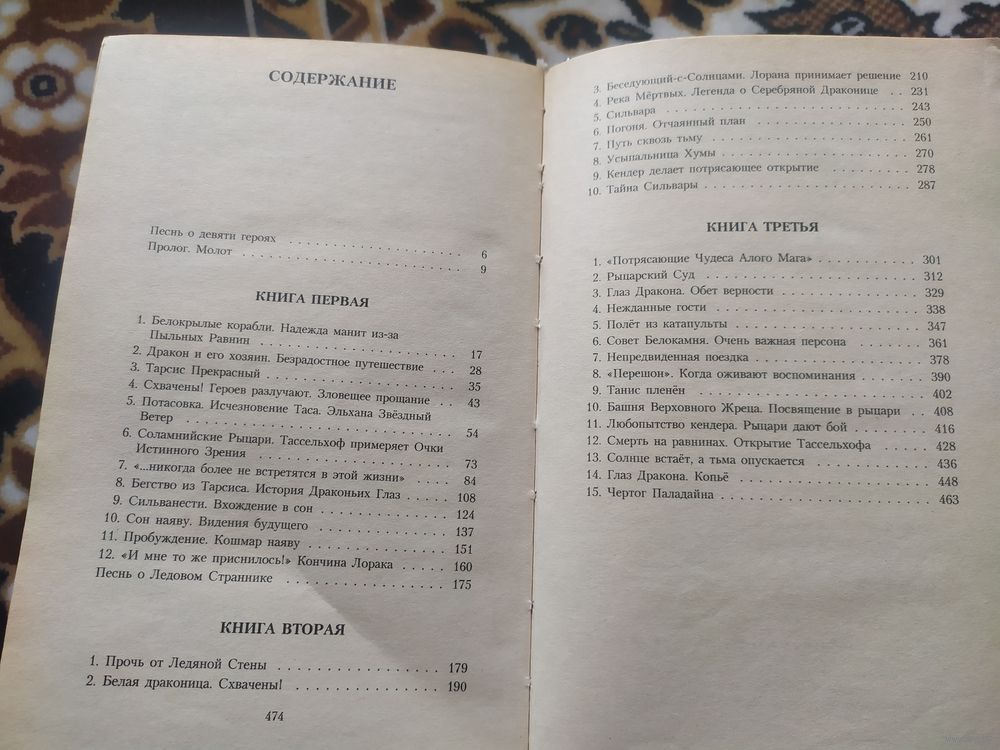 СОДЕРЖАНИЕ
Песнь о девяти героях . . . . . . . . . . . . . . . 6
Пролог. Молот . . . . . . . . . . . . . . . . . . . 9
КНИГА ПЕРВАЯ
1. Белокрылые корабли. Надежда манит из-за
Пыльных Равнин . . . . . . . . . . . . . . . . . . 17
2. Дракон и его хозяин. Безрадостное путешествие . . . 28
3. Тарсис Прекрасный . . . . . . . . . . . . . . . . 35
4. Схвачены! Героев разлучают. Зловещее прощание . . 43
5. Потасовка. Исчезновение Таса. Эльхана Звёздный
Ветер . . . . . . . . . . . . . . . . . . . . . . . 54
6. Соламнийские Рыцари. Тассельхоф примеряет Очки
Истинного Зрения . . . . . . . . . . . . . . . . . 73
7. «...никогда более не встретятся в этой жизни» . . . . 84
8. Бегство из Тарсиса. История Драконьих Глаз . . . . . 108
9. Сильванести. Вхождение в сон . . . . . . . . . . . 124
10. Сон наяву. Видения будущего . . . . . . . . . . . 137
11. Пробуждение. Кошмар наяву . . . . . . . . . . . . 151
12. «И мне то же приснилось!» Кончина Лорака . . . . . 160
Песнь о Ледовом Страннике . . . . . . . . . . . . . 175
КНИГА ВТОРАЯ
1. Прочь от Ледяной Стены . . . . . . . . . . . . . . 179
2. Белая драконица. Схвачены! . . . . . . . . . . . . 190
474
3. Беседующий-с-Солнцами. Лорана принимает решение 210
4. Река Мёртвых. Легенда о Серебряной Драконице . . 231
5. Сильвара . . . . . . . . . . . . . . . . . . . . . 243
6. Погоня. Отчаянный план . . . . . . . . . . . . . . 250
7. Путь сквозь тьму . . . . . . . . . . . . . . . . . 261
8. Усыпальница Хумы . . . . . . . . . . . . . . . . . 270
9. Кендер делает потрясающее открытие . . . . . . . . 278
10. Тайна Сильвары . . . . . . . . . . . . . . . . . . 287
КНИГА ТРЕТЬЯ
1. «Потрясающие Чудеса Алого Мага» . . . . . . . . . . 301
2. Рыцарский Суд . . . . . . . . . . . . . . . . . . 312
3. Глаз Дракона. Обет верности . . . . . . . . . . . . 329
4. Нежданные гости . . . . . . . . . . . . . . . . . 338
5. Полёт из катапульты . . . . . . . . . . . . . . . 347
6. Совет Белокамня. Очень важная персона . . . . . . . 361
7. Непредвиденная поездка . . . . . . . . . . . . . . 378
8. «Перешон». Когда оживают воспоминания . . . . . . . 390
9. Танис пленён . . . . . . . . . . . . . . . . . . . 402
10. Башня Верховного Жреца. Посвящение в рыцари . . 408
11. Любопытство кендера. Рыцари дают бой . . . . . . . 416
12. Смерть на равнинах. Открытие Тассельхофа . . . . . 428
13. Солнце встаёт, а тьма опускается . . . . . . . . . 436
14. Глаз Дракона. Копьё . . . . . . . . . . . . . . . 448
15. Чертог Паладайна . . . . . . . . . . . . . . . . . 463